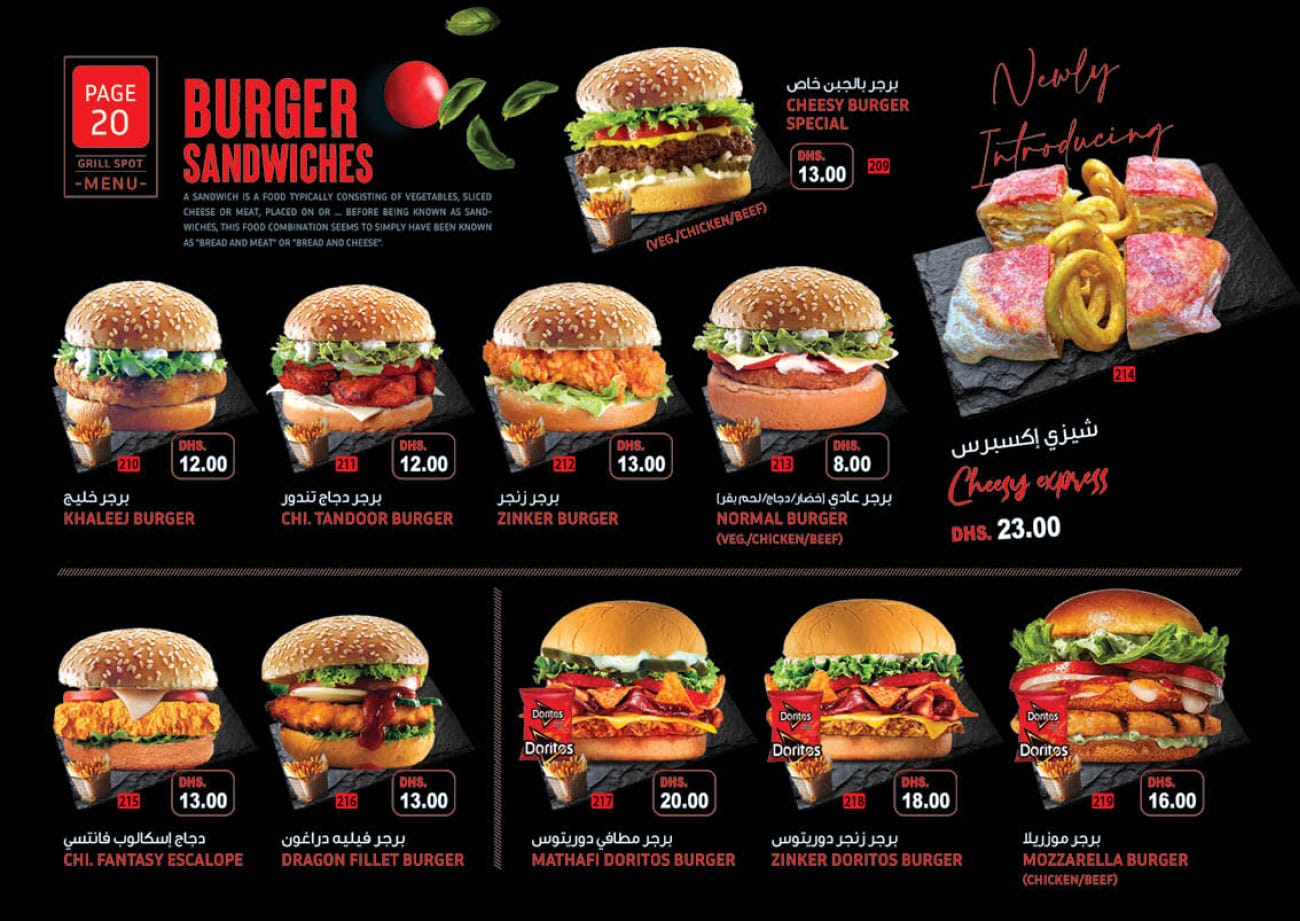 PAGE
20
GRILL SPOT
-MENU-
BURGER
SANDWICHES
A SANDWICH IS A FOOD TYPICALLY CONSISTING OF VEGETABLES, SLICED
CHEESE OR MEAT, PLACED ON OR ... BEFORE BEING KNOWN AS SAND-
WICHES, THIS FOOD COMBINATION SEEMS TO SIMPLY HAVE BEEN KNOWN
AS "BREAD AND MEAT" OR "BREAD AND CHEESE".
برجر بالجبن خاص
CHEESY BURGER
SPECIAL
DHS.
13.00
209
(VEG./CHICKEN/BEEF)
Newly
Introducing
214
شيزي إكسبرس
Cheesy express
DHS. 23.00
DHS.
12.00
210
برجر خليج
KHALEEJ BURGER
DHS.
12.00
211
برجر دجاج تندور
CHI. TANDOOR BURGER
DHS.
13.00
212
برجر زنجر
ZINKER BURGER
DHS.
8.00
213
برجر عادي (خضار/دجاج/لحم بقر)
NORMAL BURGER
(VEG./CHICKEN/BEEF)
DHS.
13.00
215
دجاج إسكالوب فانتسي
CHI. FANTASY ESCALOPE
DHS.
13.00
216
برجر فيليه دراغون
DRAGON FILLET BURGER
Doritos
Doritos
DHS.
20.00
217
برجر مطافي دوريتوس
MATHAFI DORITOS BURGER
Doritos
Doritos
DHS.
18.00
218
برجر زنجر دوريتوس
ZINKER DORITOS BURGER
Doritos
Doritos
DHS.
16.00
219
برجر موزريلا
MOZZARELLA BURGER
(CHICKEN/BEEF)